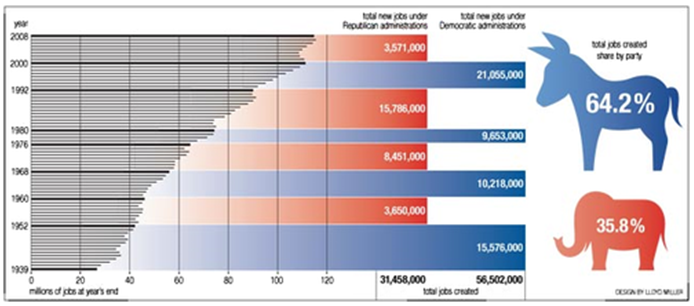 year
total new jobs under
Republican administrations
total new jobs under
Democratic administrations
2008
2000
1992
1980
1976
1968
1960
1952
1939
3,571,000
21,055,000
15,786,000
9,653,000
8,451,000
10,218,000
3,650,000
15,576,000
total jobs created
share by party
64.2%
35.8%
0 20 40 60 80 100 120
millions of jobs at year's end
31,458,000 56,502,000
total jobs created
DESIGN BY LLOYD MILLER